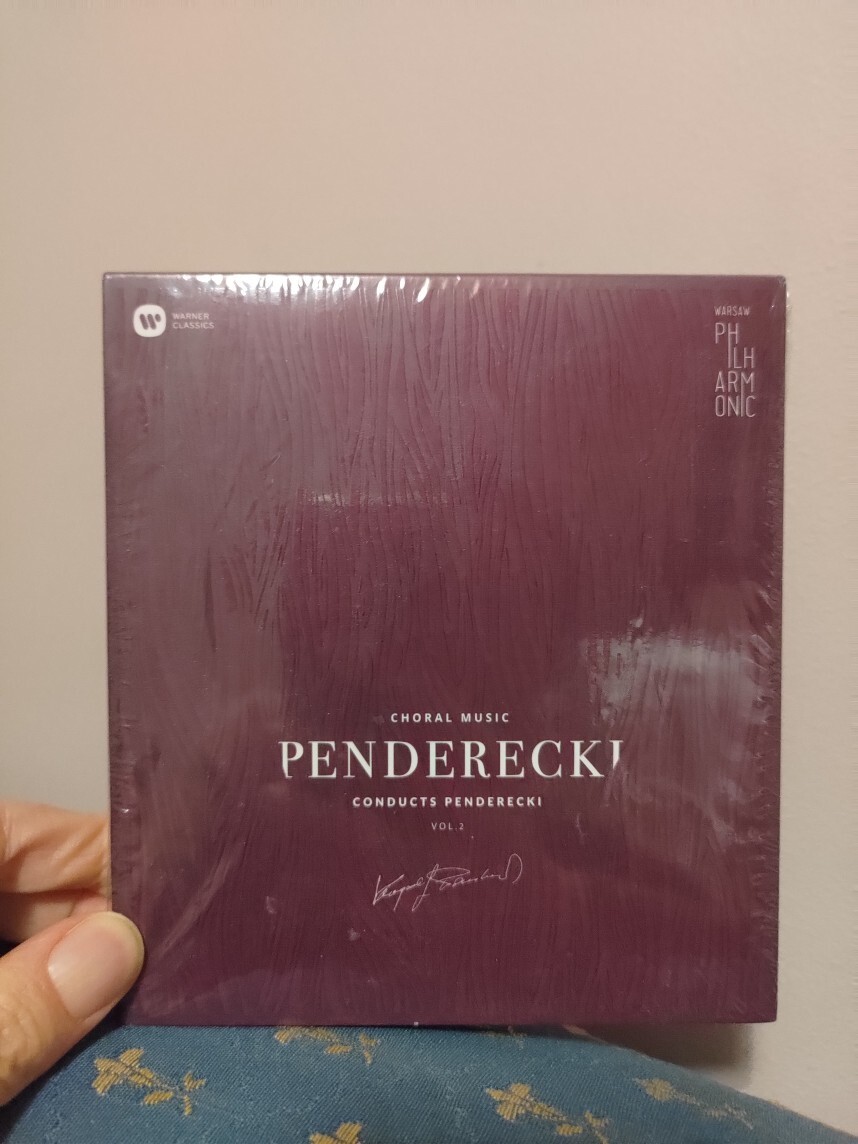 WARNER
CLASSICS
WARSAW
PH
ILH
ARM
ONIC
CHORAL MUSIC
PENDERECKI
CONDUCTS PENDERECKI
VOL.2